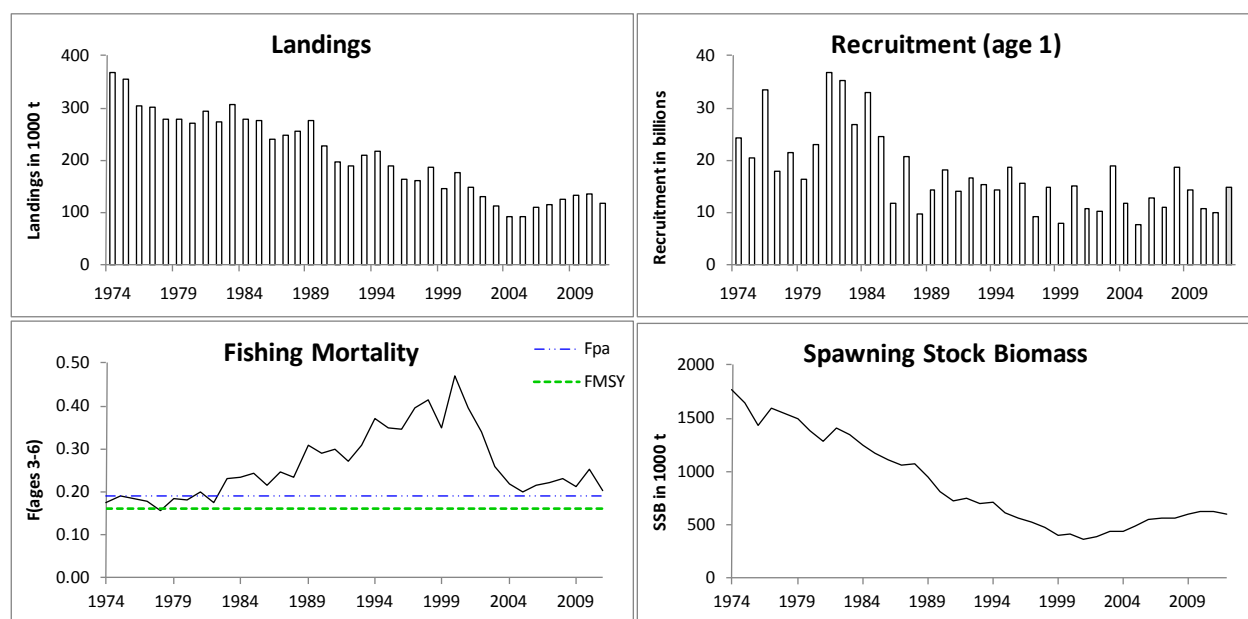 Landings
Landings in 1000 t
400
300
200
100
0
1974 1979 1984 1989 1994 1999 2004 2009
Recruitment (age 1)
Recruitment in billions
40
30
20
10
0
1974 1979 1984 1989 1994 1999 2004 2009
Fishing Mortality
Fpa
FMSY
F(ages 3-6)
0.50
0.40
0.30
0.20
0.10
0.00
1974 1979 1984 1989 1994 1999 2004 2009
Spawning Stock Biomass
SSB in 1000 t
2000
1500
1000
500
0
1974 1979 1984 1989 1994 1999 2004 2009